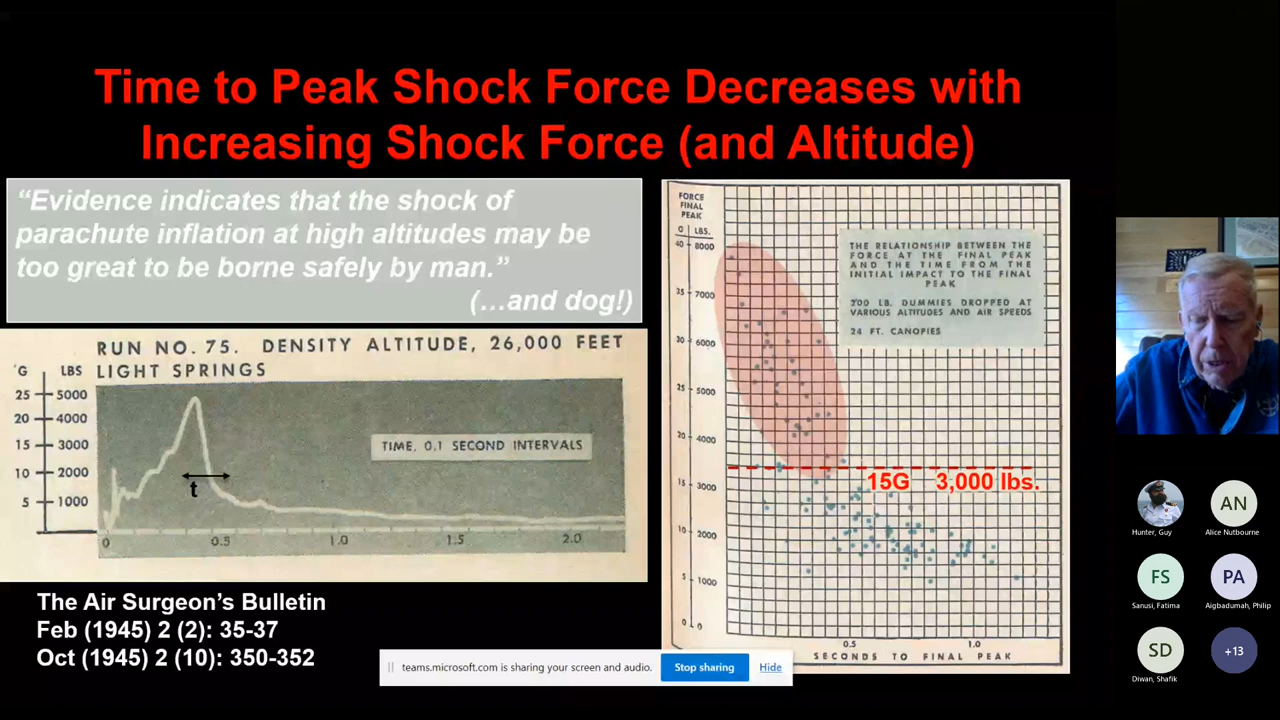 Time to Peak Shock Force Decreases with
Increasing Shock Force (and Altitude)
“Evidence indicates that the shock of
parachute inflation at high altitudes may be
too great to be borne safely by man.”
(…and dog!)
RUN NO. 75. DENSITY ALTITUDE, 26,000 FEET
LIGHT SPRINGS
G LBS
25 5000
20 4000
15 3000
10 2000
5 1000
TIME, 0.1 SECOND INTERVALS
t
0 0.5 1.0 1.5 2.0
The Air Surgeon’s Bulletin
Feb (1945) 2 (2): 35-37
Oct (1945) 2 (10): 350-352
FORCE
FINAL
PEAK
G LBS.
40 8000
35 7000
30 6000
25 5000
20 4000
15 3000
10 2000
5 1000
0 0
THE RELATIONSHIP BETWEEN THE
FORCE AT THE FINAL PEAK
AND THE TIME FROM THE
INITIAL IMPACT TO THE FINAL
PEAK
200 LB. DUMMIES DROPPED AT
VARIOUS ALTITUDES AND AIR SPEEDS
24 FT. CANOPIES
15G 3,000 lbs.
0.5 1.0
SECONDS TO FINAL PEAK
teams.microsoft.com is sharing your screen and audio.
Stop sharing
Hide
Hunter, Guy
AN
Alice Nutbourne
FS
Sanusi, Fatima
PA
Aigbadumah, Philip
SD
Diwan, Shafik
+13